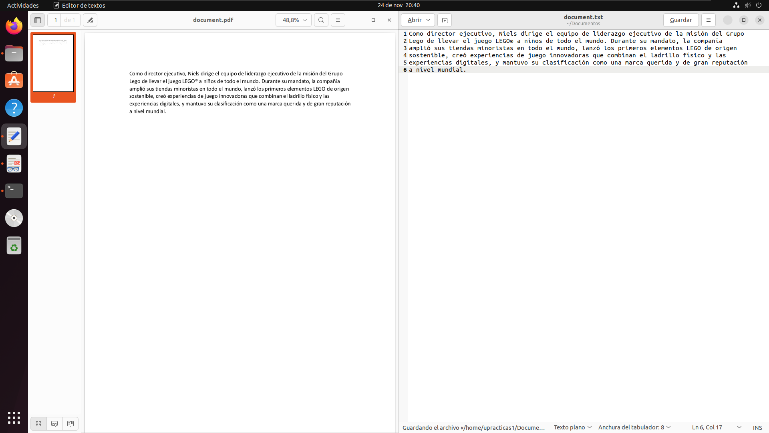 Actividades
Editor de textos
24 de nov 20:40
1 de 1
document.pdf
48,8%
Como director ejecutivo, Niels dirige el equipo de liderazgo ejecutivo de la misión del Grupo
Lego de llevar el juego LEGO® a niños de todo el mundo. Durante su mandato, la compañía
amplió sus tiendas minoristas en todo el mundo, lanzó los primeros elementos LEGO de origen
sostenible, creó experiencias de juego innovadoras que combinan el ladrillo físico y las
experiencias digitales, y mantuvo su clasificación como una marca querida y de gran reputación
a nivel mundial.
Abrir
document.txt
~/Documentos
Guardar
1 Como director ejecutivo, Niels dirige el equipo de liderazgo ejecutivo de la misión del Grupo
2 Lego de llevar el juego LEGO® a niños de todo el mundo. Durante su mandato, la compañía
3 amplió sus tiendas minoristas en todo el mundo, lanzó los primeros elementos LEGO de origen
4 sostenible, creó experiencias de juego innovadoras que combinan el ladrillo físico y las
5 experiencias digitales, y mantuvo su clasificación como una marca querida y de gran reputación
6 a nivel mundial.
Guardando el archivo «/home/upracticas1/Docume...
Texto plano
Anchura del tabulador: 8
Ln 6, Col 17
INS